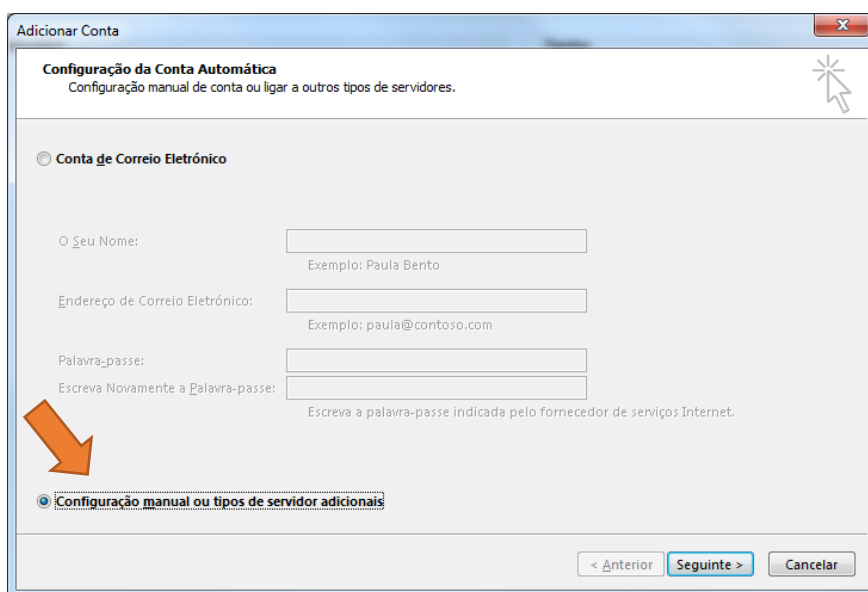 Adicionar Conta
Configuração da Conta Automática
Configuração manual de conta ou ligar a outros tipos de servidores.
Conta de Correio Eletrónico
O Seu Nome:
Exemplo: Paula Bento
Endereço de Correio Eletrónico:
Exemplo: paula@contoso.com
Palavra-passe:
Escreva Novamente a Palavra-passe:
Escreva a palavra-passe indicada pelo fornecedor de serviços Internet.
Configuração manual ou tipos de servidor adicionais
< Anterior Seguinte > Cancelar